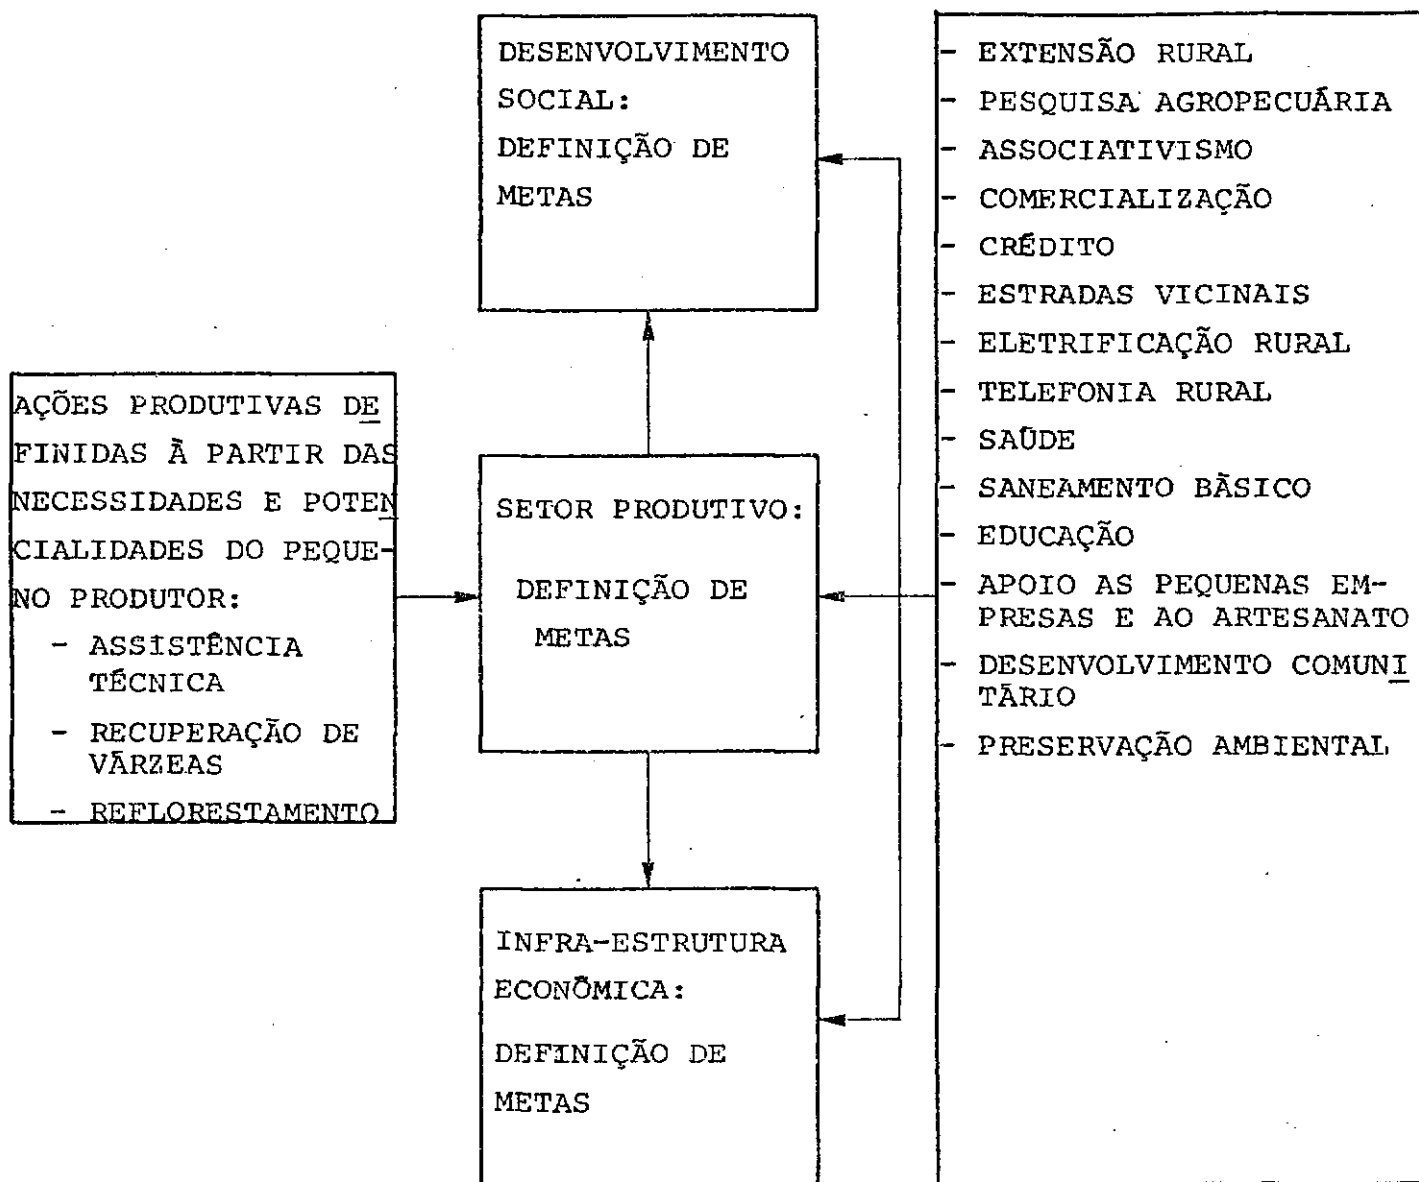 AÇÕES PRODUTIVAS DE
FINIDAS À PARTIR DAS
NECESSIDADES E POTEN
CIALIDADES DO PEQUE-
NO PRODUTOR:
- ASSISTÊNCIA
TÉCNICA
- RECUPERAÇÃO DE
VÁRZEAS
- REFLORESTAMENTO
DESENVOLVIMENTO
SOCIAL:
DEFINIÇÃO DE
METAS
SETOR PRODUTIVO:
DEFINIÇÃO DE
METAS
INFRA-ESTRUTURA
ECONÔMICA:
DEFINIÇÃO DE
METAS
- EXTENSÃO RURAL
- PESQUISA AGROPECUÁRIA
- ASSOCIATIVISMO
- COMERCIALIZAÇÃO
- CRÉDITO
- ESTRADAS VICINAIS
- ELETRIFICAÇÃO RURAL
- TELEFONIA RURAL
- SAÚDE
- SANEAMENTO BÁSICO
- EDUCAÇÃO
- APOIO AS PEQUENAS EM-
PRESAS E AO ARTESANATO
- DESENVOLVIMENTO COMUNI
TÁRIO
- PRESERVAÇÃO AMBIENTAL